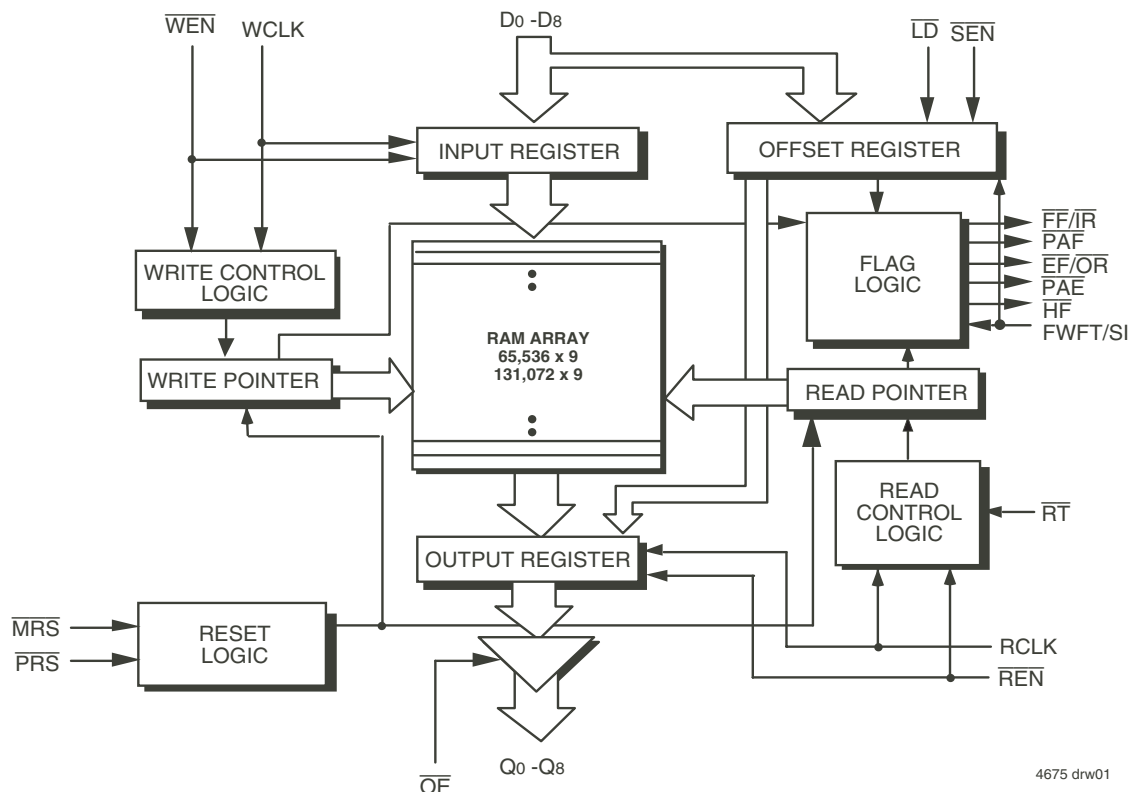 WEN WCLK D0 -D8 LD SEN
INPUT REGISTER
OFFSET REGISTER
WRITE CONTROL
LOGIC
FLAG
LOGIC
FF/IR
PAF
EF/OR
PAE
HF
FWFT/SI
RAM ARRAY
65,536 x 9
131,072 x 9
WRITE POINTER
READ POINTER
READ
CONTROL
LOGIC
RT
OUTPUT REGISTER
MRS
PRS
RESET
LOGIC
RCLK
REN
OE
Q0 -Q8
4675 drw01